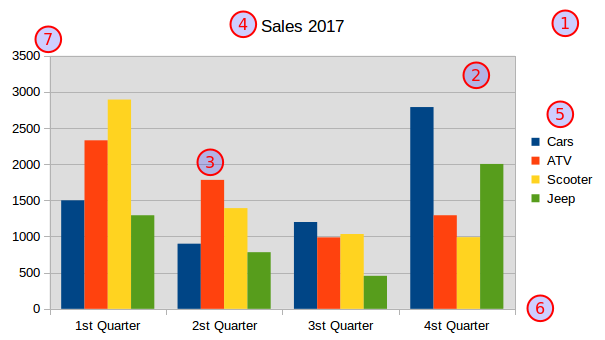 4 Sales 2017 1
7
3500
3000 2
2500 5
Cars
2000 3 ATV
Scooter
1500 Jeep
1000
500
0 6
1st Quarter 2st Quarter 3st Quarter 4st Quarter